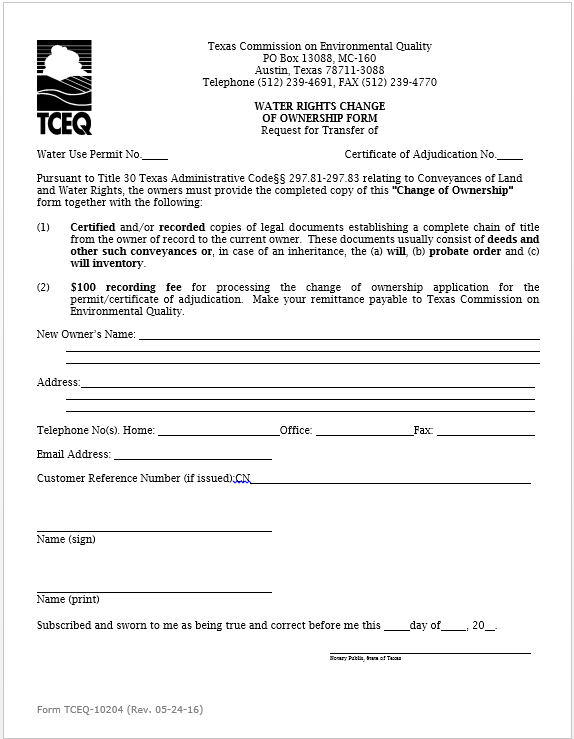 TCEQ
Texas Commission on Environmental Quality
PO Box 13088, MC-160
Austin, Texas 78711-3088
Telephone (512) 239-4691, FAX (512) 239-4770
WATER RIGHTS CHANGE
OF OWNERSHIP FORM
Request for Transfer of
Water Use Permit No._____ Certificate of Adjudication No._____
Pursuant to Title 30 Texas Administrative Code§§ 297.81-297.83 relating to Conveyances of Land
and Water Rights, the owners must provide the completed copy of this "Change of Ownership"
form together with the following:
(1) Certified and/or recorded copies of legal documents establishing a complete chain of title
from the owner of record to the current owner. These documents usually consist of deeds and
other such conveyances or, in case of an inheritance, the (a) will, (b) probate order and (c)
will inventory.
(2) $100 recording fee for processing the change of ownership application for the
permit/certificate of adjudication. Make your remittance payable to Texas Commission on
Environmental Quality.
New Owner's Name:
Address:
Telephone No(s). Home: Office: Fax:
Email Address:
Customer Reference Number (if issued):CN
Name (sign)
Name (print)
Subscribed and sworn to me as being true and correct before me this _____day of_____, 20__.
Notary Public, State of Texas
Form TCEQ-10204 (Rev. 05-24-16)